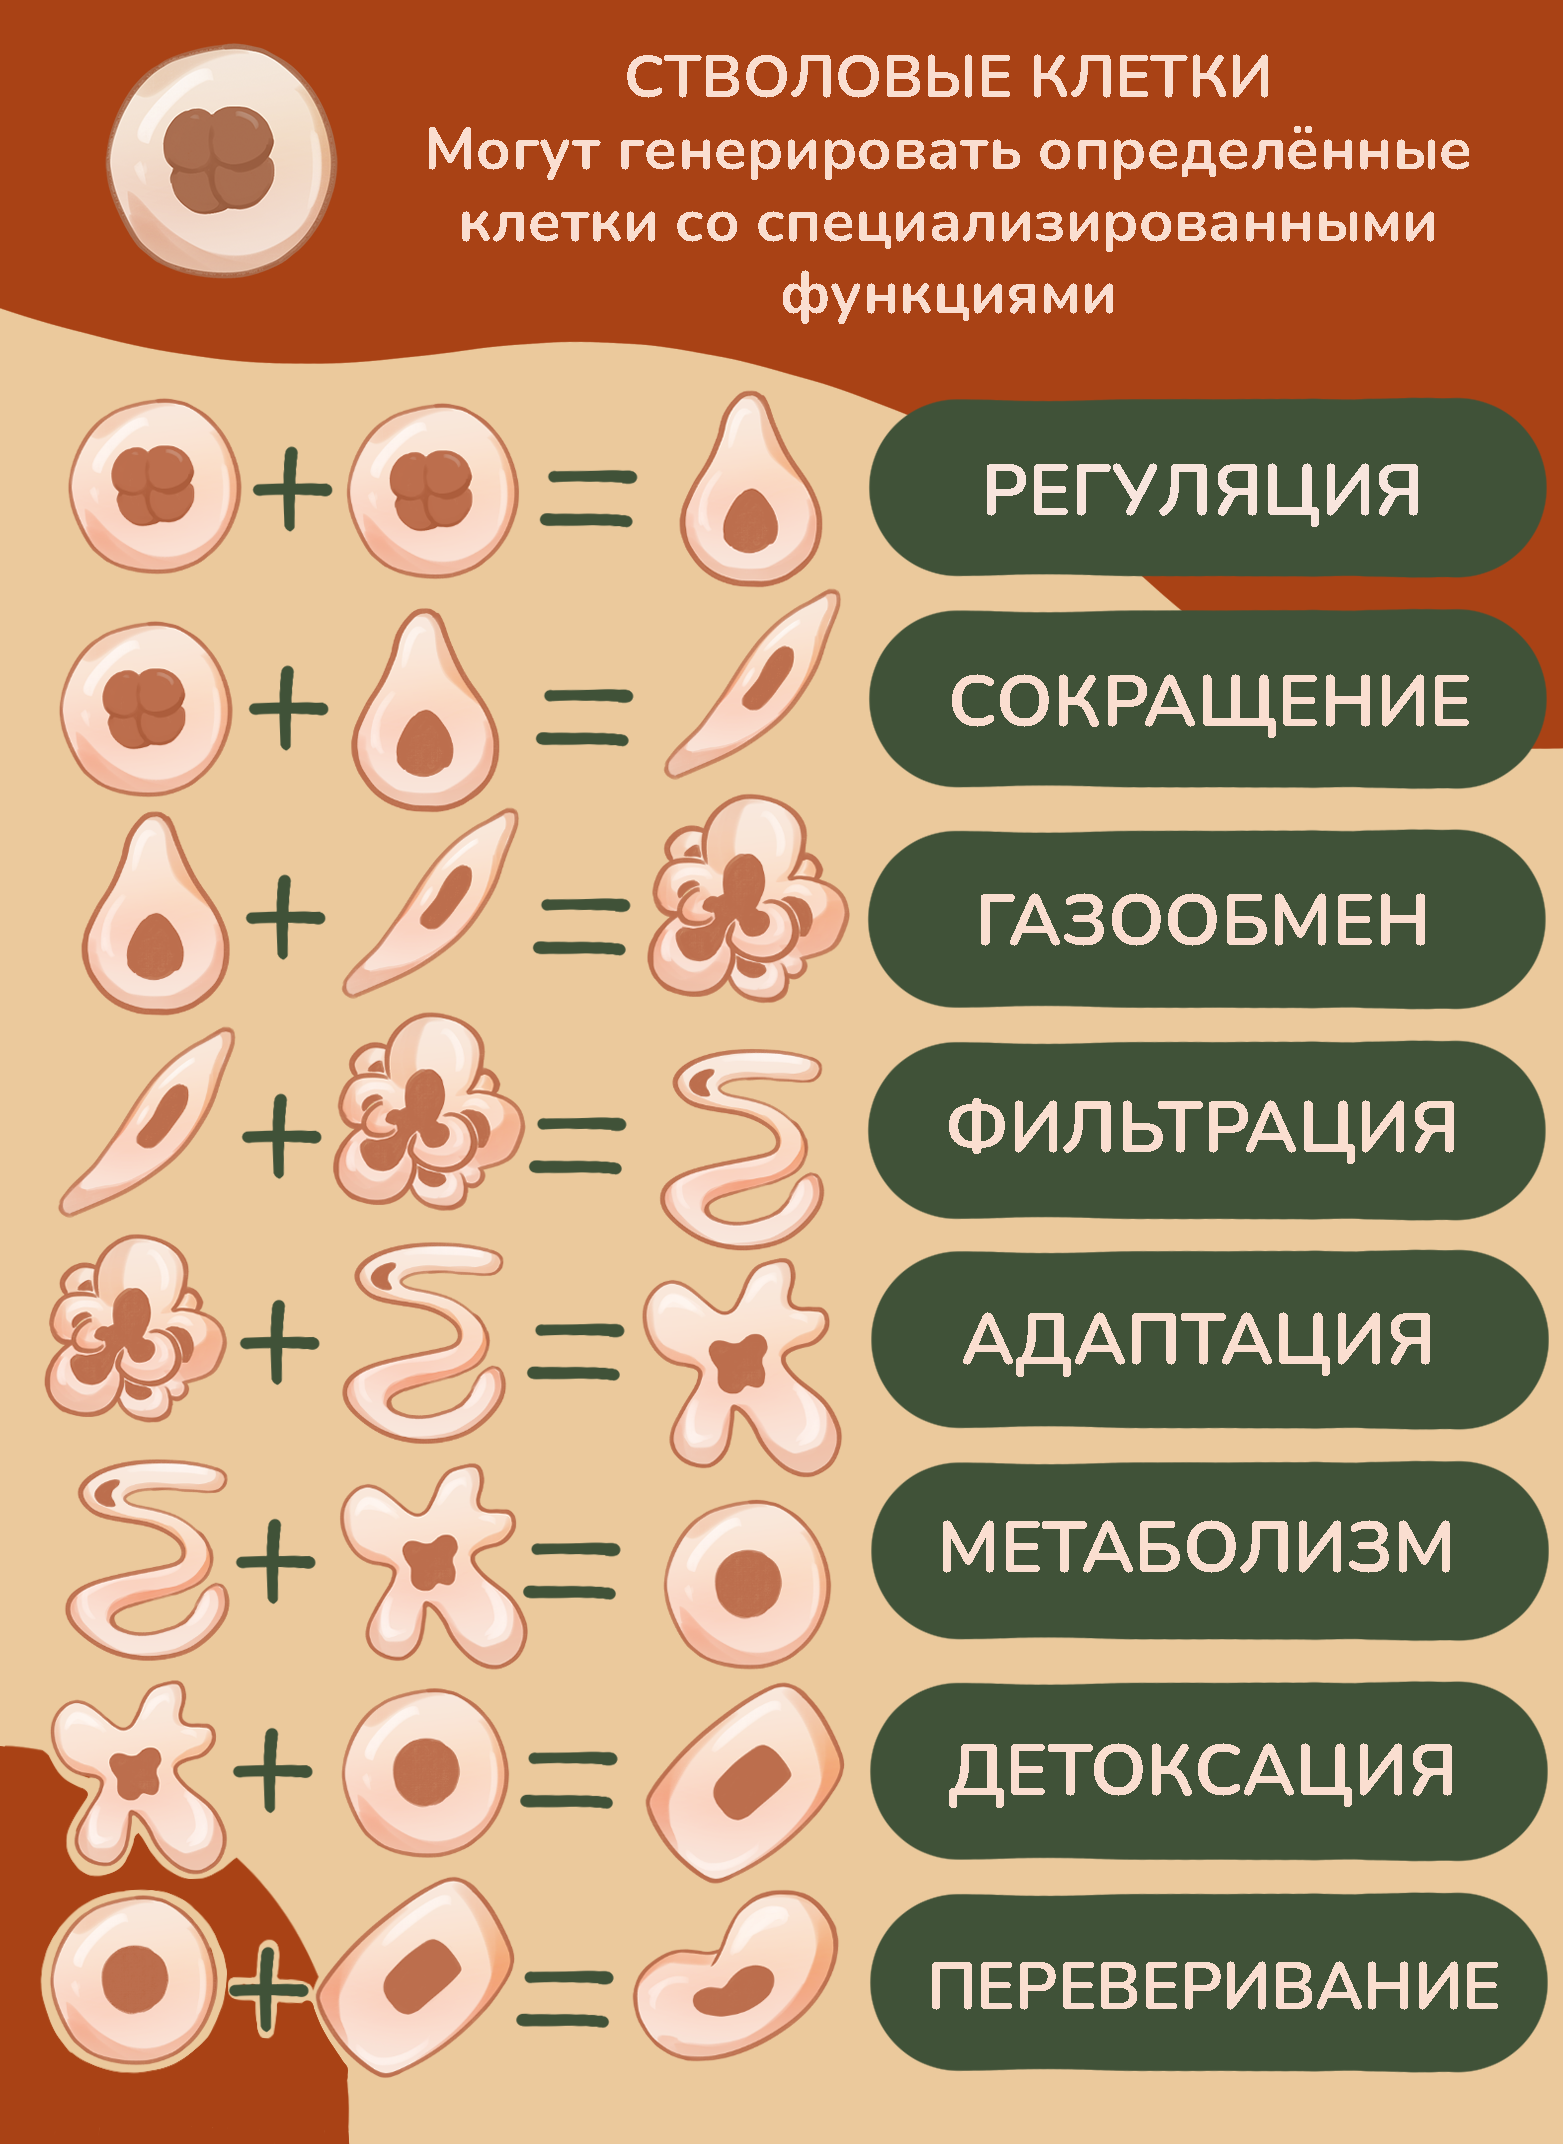 СТВОЛОВЫЕ КЛЕТКИ
Могут генерировать определённые
клетки со специализированными
функциями
РЕГУЛЯЦИЯ
СОКРАЩЕНИЕ
ГАЗООБМЕН
ФИЛЬТРАЦИЯ
АДАПТАЦИЯ
МЕТАБОЛИЗМ
ДЕТОКСАЦИЯ
ПЕРЕВЕРИВАНИЕ